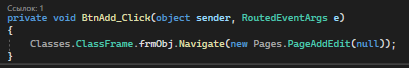 Ссылок: 1
private void BtnAdd_Click(object sender, RoutedEventArgs e)
{
Classes.ClassFrame.frmObj.Navigate(new Pages.PageAddEdit(null));
}